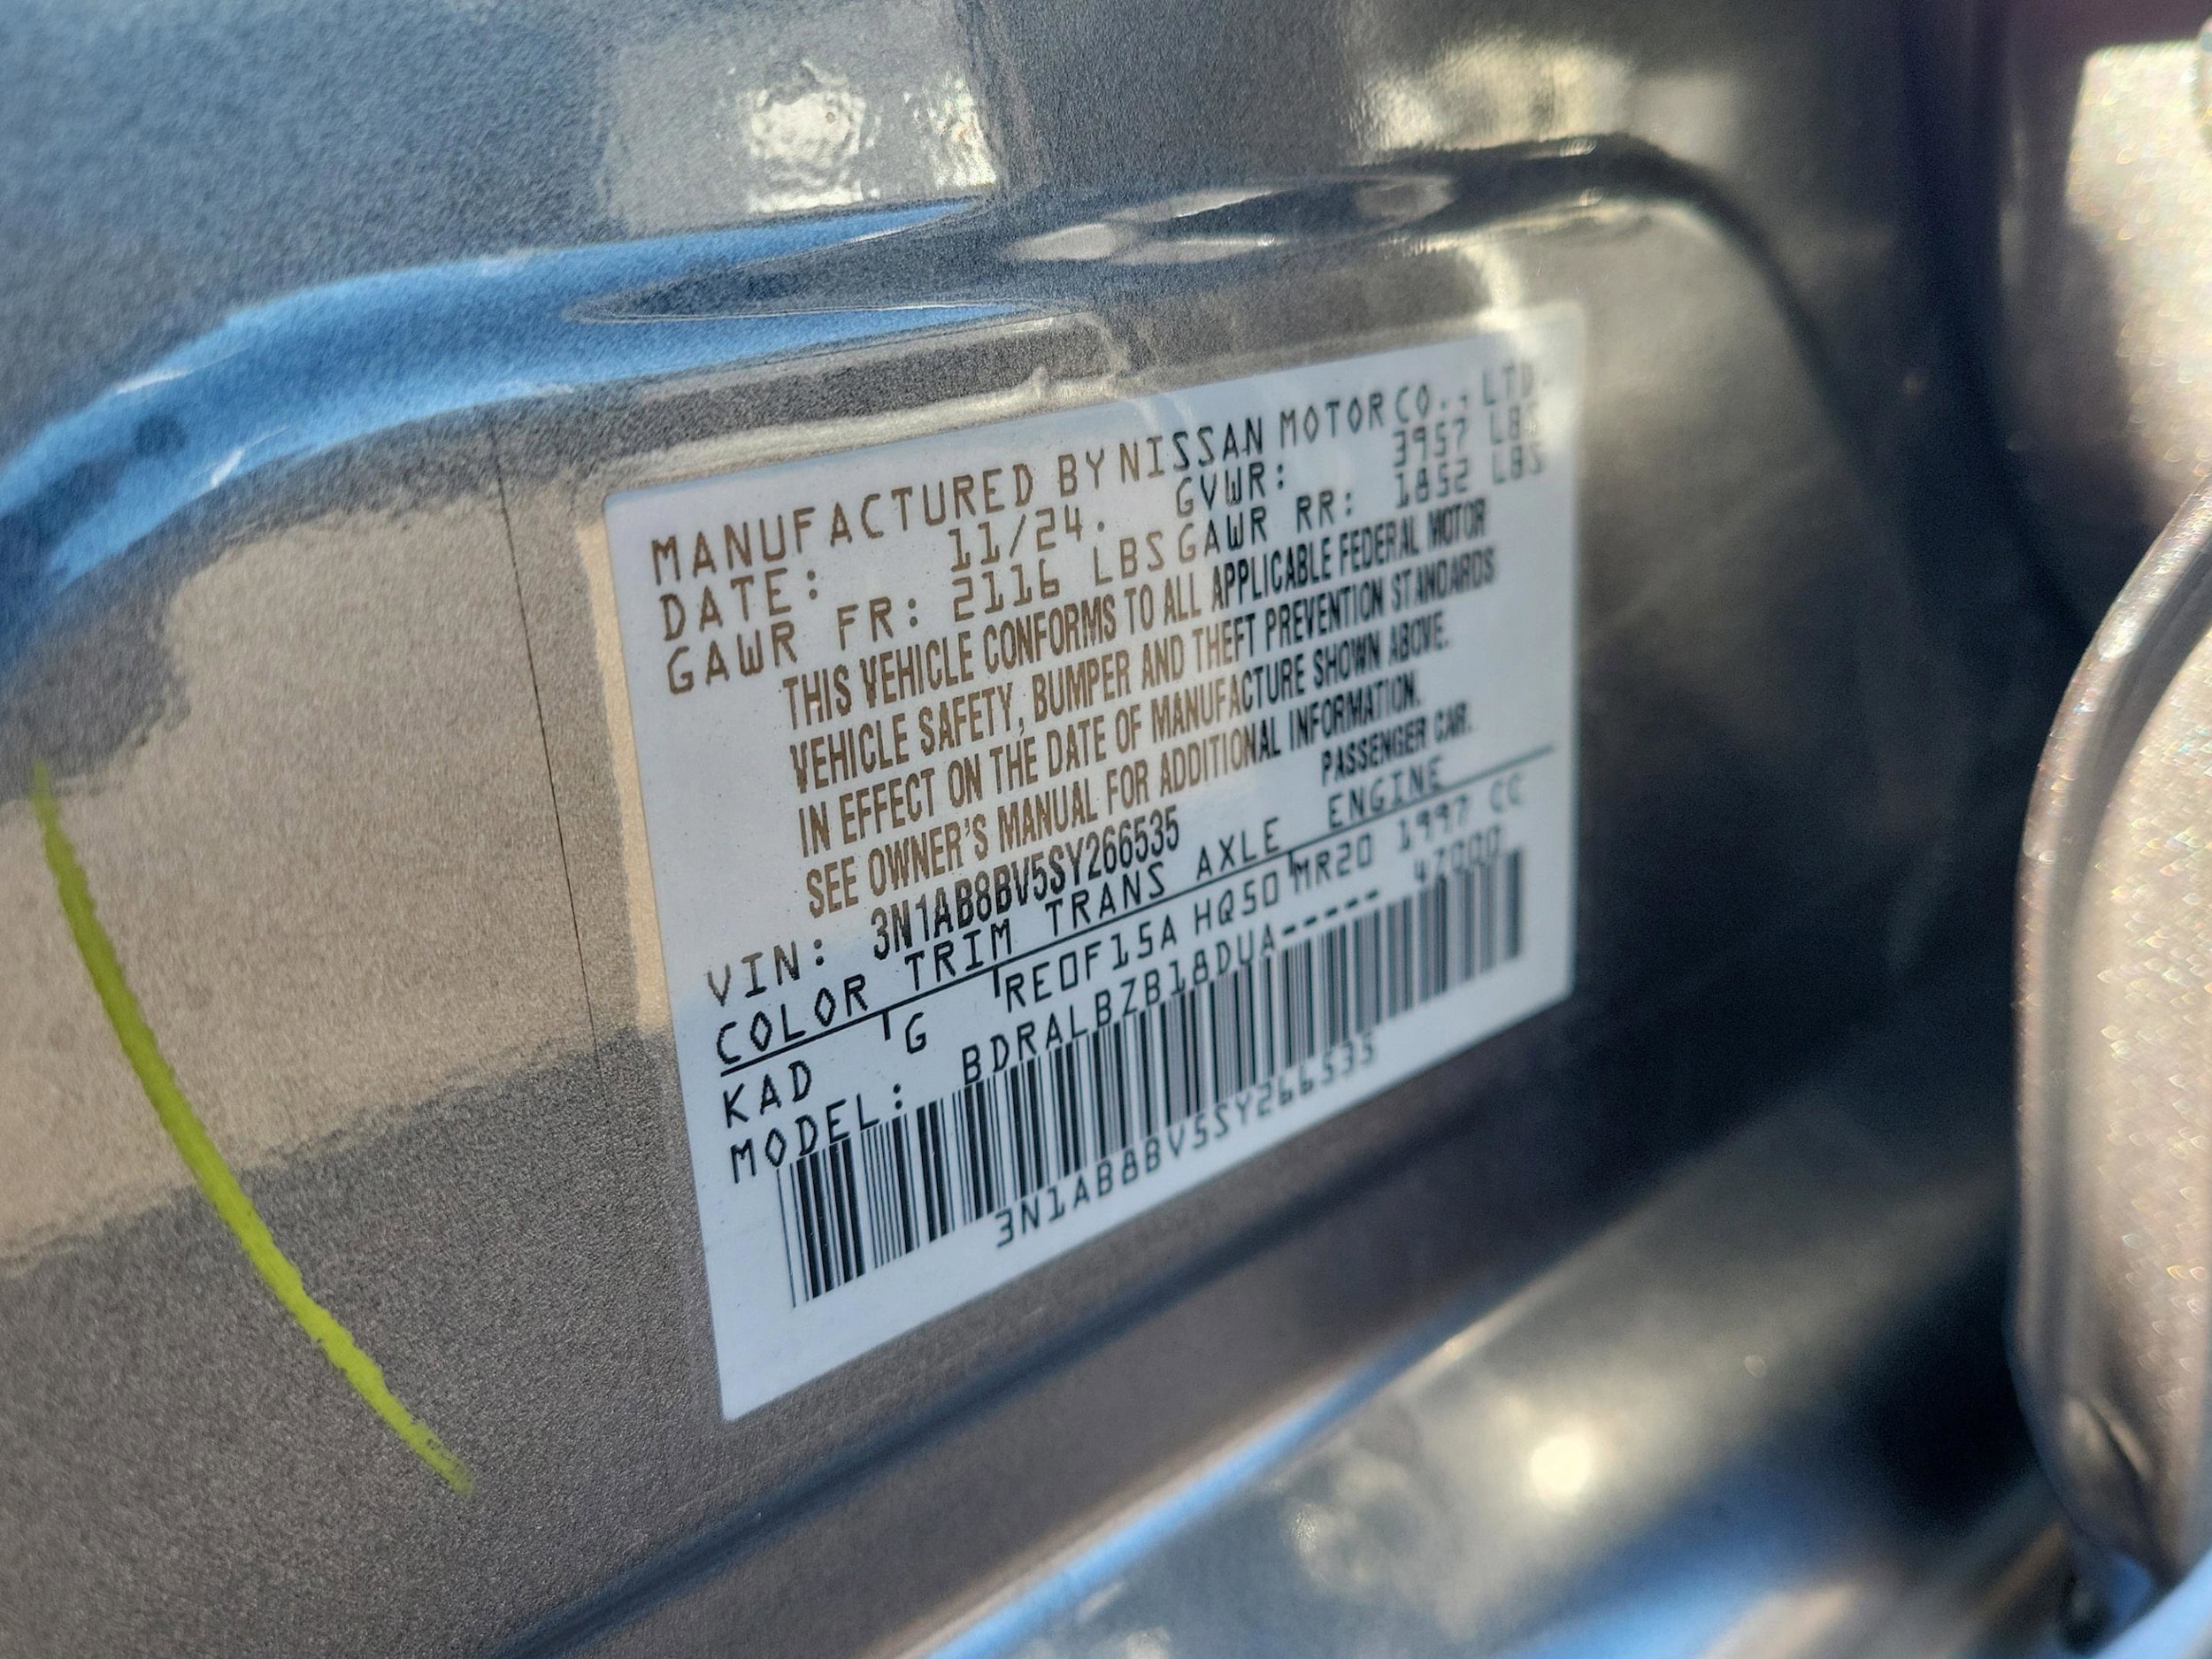 MANUFACTURED BY NISSAN MOTOR CO., LTD.
DATE: 11/24. GVWR: 3957 LBS
GAWR FR: 2116 LBS GAWR RR: 1852 LBS
THIS VEHICLE CONFORMS TO ALL APPLICABLE FEDERAL MOTOR
VEHICLE SAFETY, BUMPER AND THEFT PREVENTION STANDARDS
IN EFFECT ON THE DATE OF MANUFACTURE SHOWN ABOVE.
SEE OWNER'S MANUAL FOR ADDITIONAL INFORMATION.
VIN: 3N1AB8BV5SY266535 PASSENGER CAR.
COLOR TRIM TRANS AXLE ENGINE
KAD G RE0F15A HQ50 MR20 1997 CC
MODEL: BDRALBZB18DUA-----
3N1AB8BV5SY266535